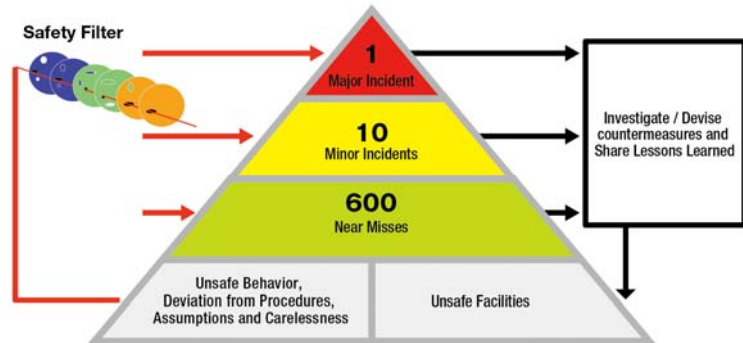 Safety Filter
1
Major Incident
10
Minor Incidents
600
Near Misses
Unsafe Behavior,
Deviation from Procedures,
Assumptions and Carelessness
Unsafe Facilities
Investigate / Devise
countermeasures and
Share Lessons Learned